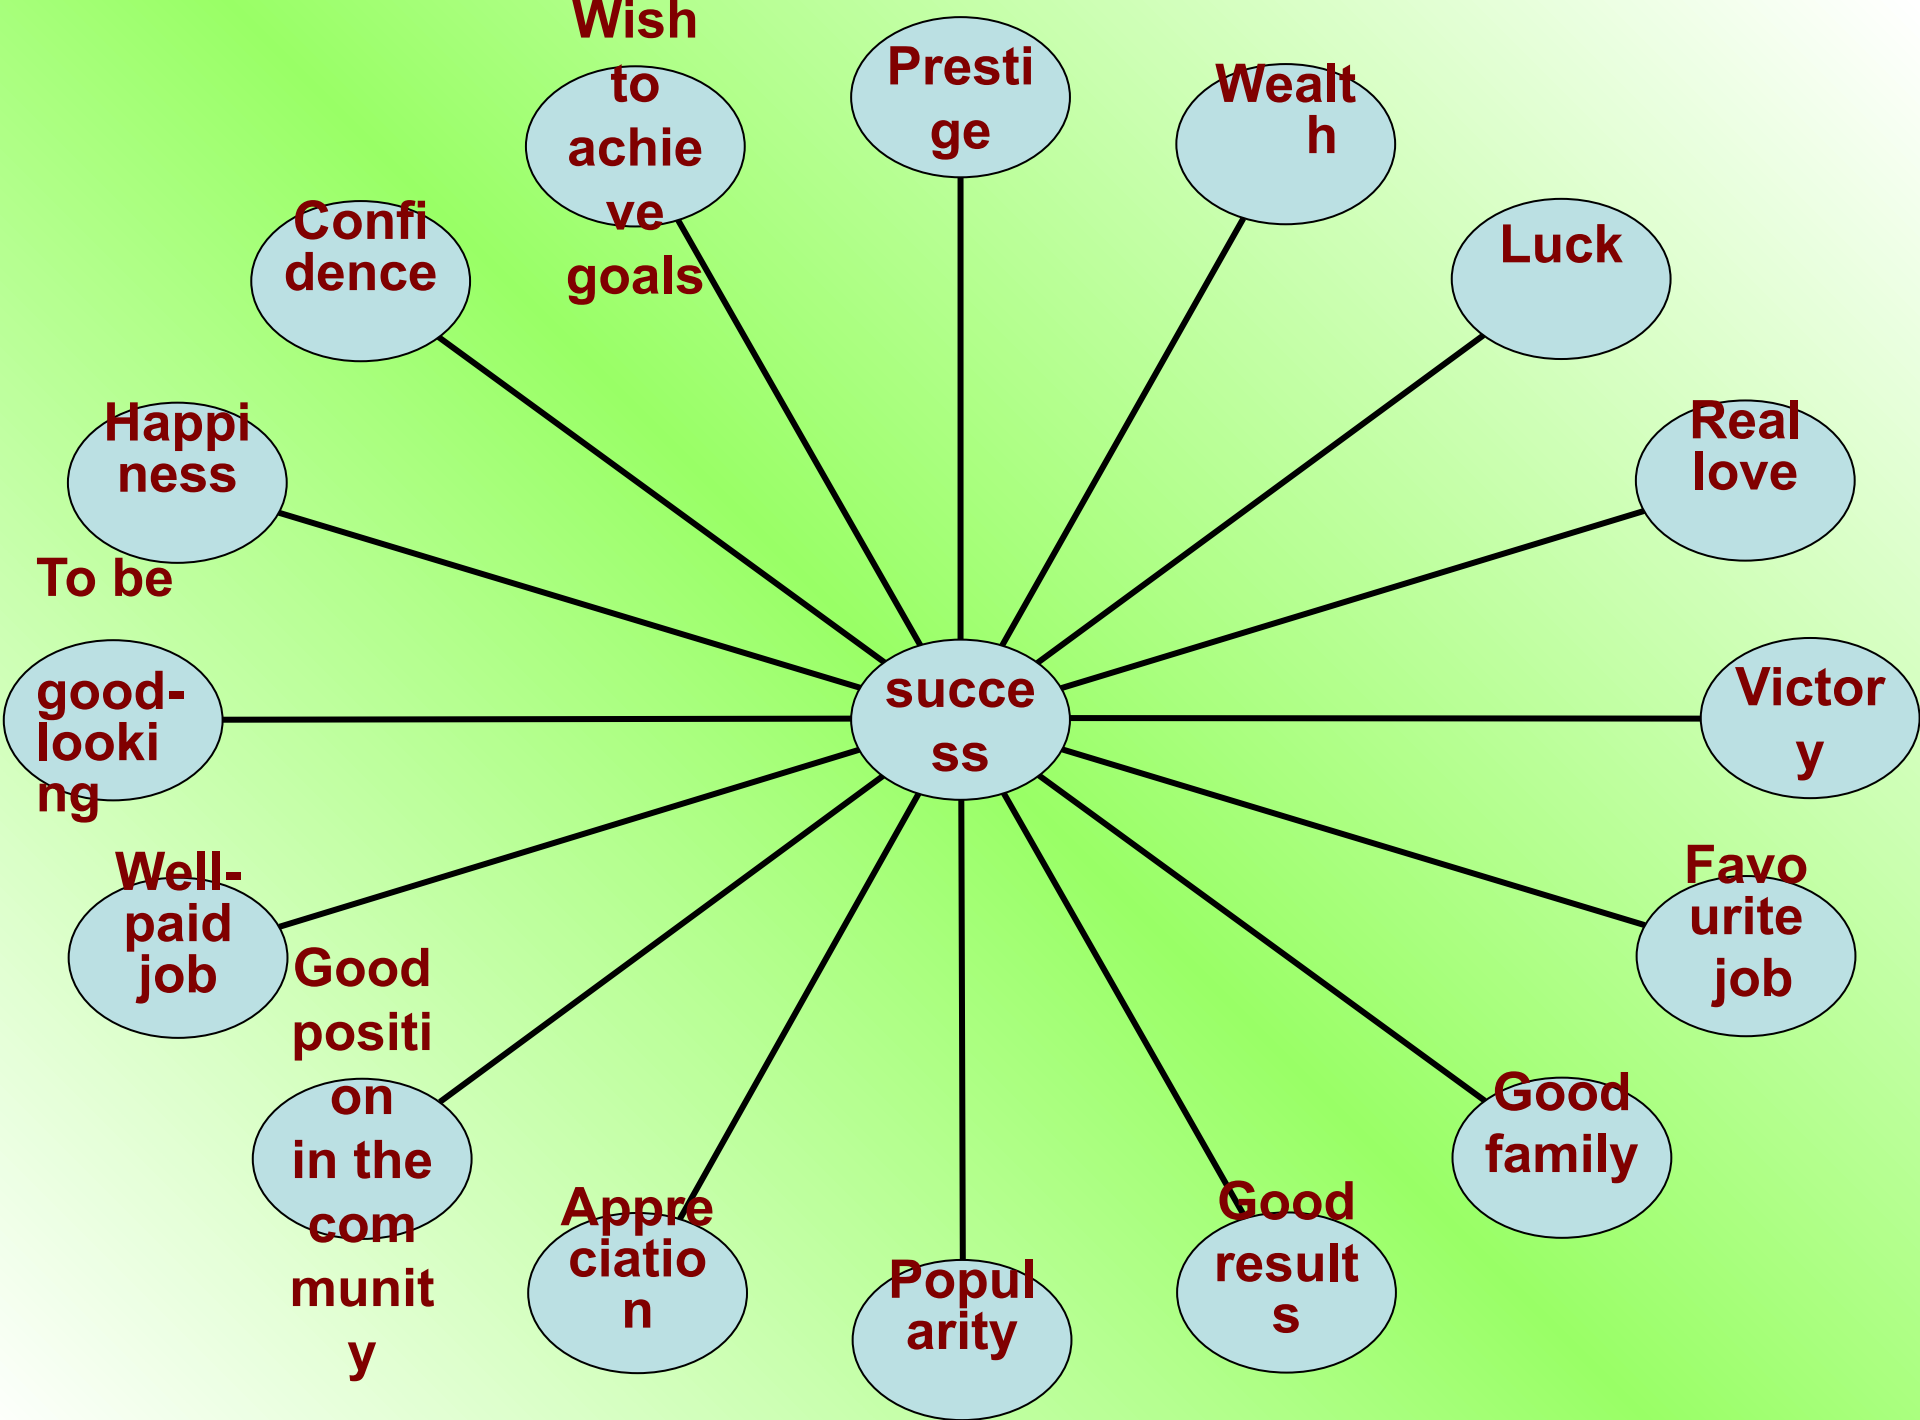 Wish
to
achie
ve
goals
Presti
ge
Wealt
h
Luck
Real
love
Victor
y
Favo
urite
job
Good
family
Good
result
s
Popul
arity
Appre
ciatio
n
Good
positi
on
in the
com
munit
y
Well-
paid
job
To be
good-
looki
ng
Happi
ness
Confi
dence
succe
ss